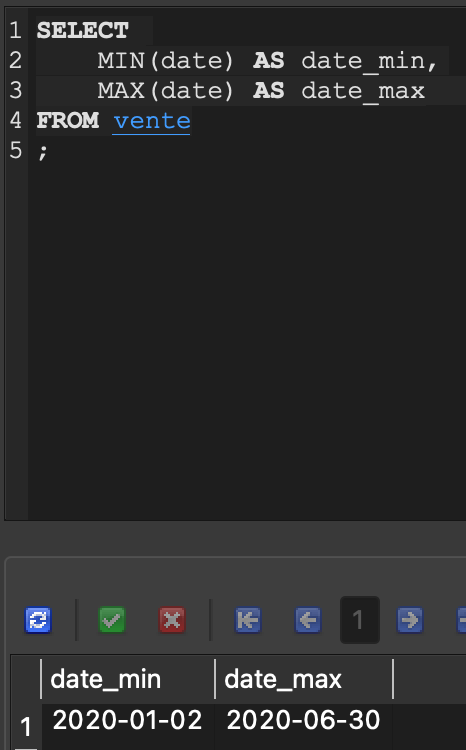 1 SELECT
2 MIN(date) AS date_min,
3 MAX(date) AS date_max
4 FROM vente
5 ;
1
date_min date_max
1 2020-01-02 2020-06-30